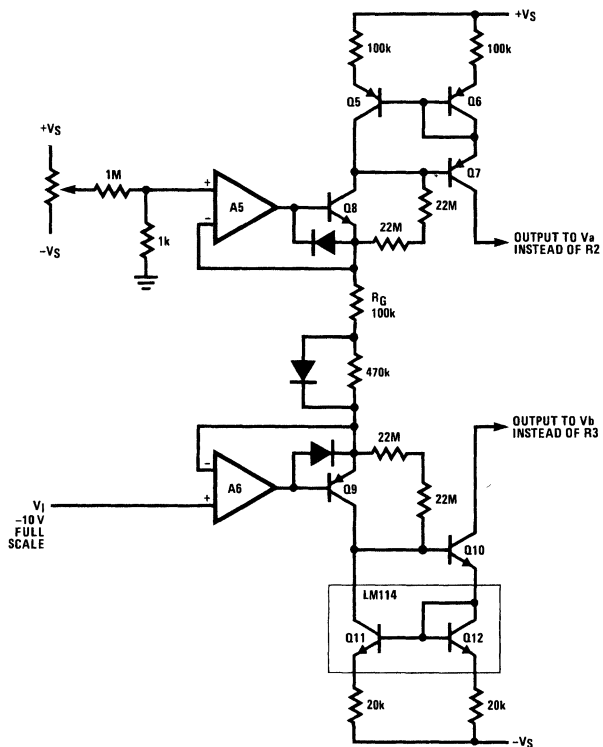 +VS
100k
100k
Q5
Q6
+VS
1M
+
A5
−
Q8
Q7
22M
22M
−VS
1k
OUTPUT TO Va
INSTEAD OF R2
RG
100k
470k
OUTPUT TO Vb
INSTEAD OF R3
−
A6
+
22M
Q9
22M
VI
−10V
FULL
SCALE
Q10
LM114
Q11
Q12
20k
20k
−VS